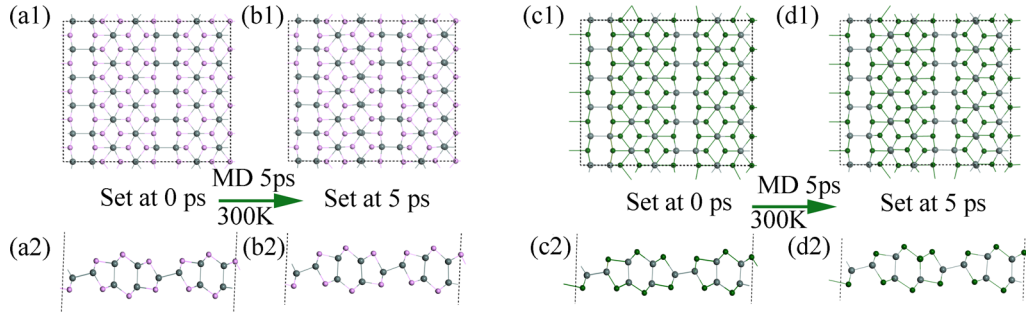 (a1)
(b1)
(c1)
(d1)
Set at 0 ps
MD 5ps
300K
Set at 5 ps
Set at 0 ps
MD 5ps
300K
Set at 5 ps
(a2)
(b2)
(c2)
(d2)